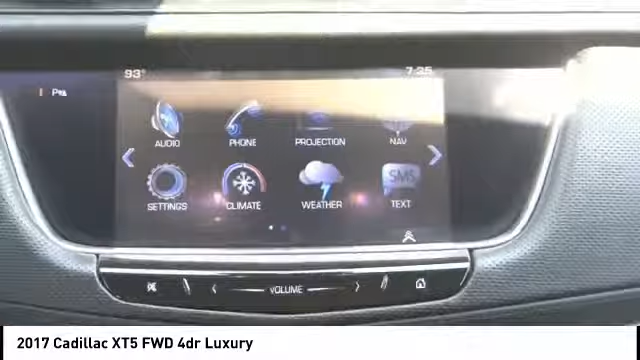 93° 7:25
AUDIO PHONE PROJECTION NAV
SETTINGS CLIMATE WEATHER SMS TEXT
VOLUME
2017 Cadillac XT5 FWD 4dr Luxury